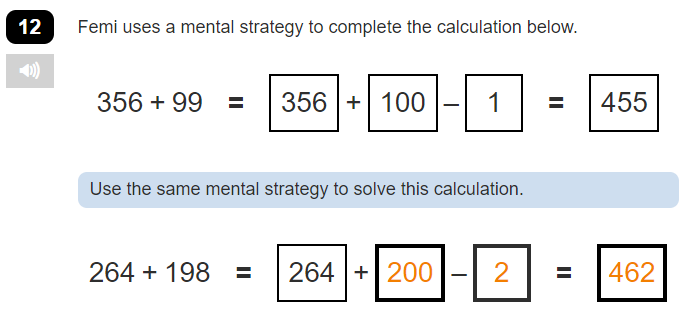 12 Femi uses a mental strategy to complete the calculation below.
356 + 99 = 356 + 100 – 1 = 455
Use the same mental strategy to solve this calculation.
264 + 198 = 264 + 200 – 2 = 462